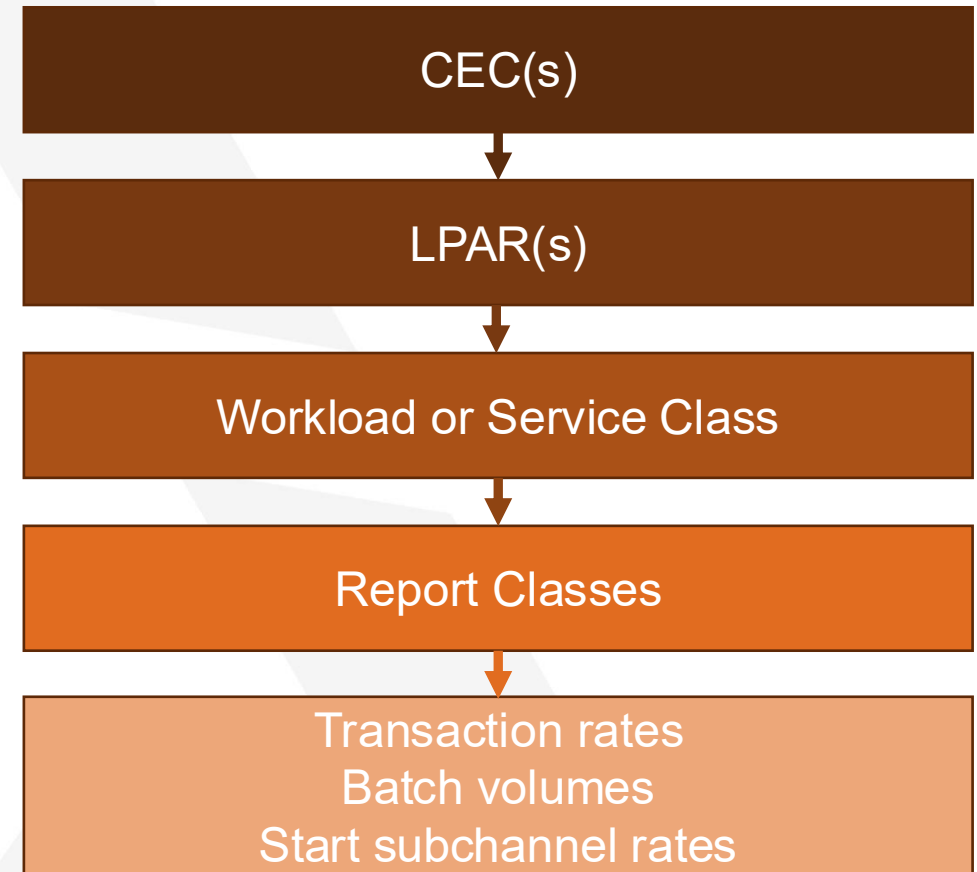 CEC(s)
LPAR(s)
Workload or Service Class
Report Classes
Transaction rates
Batch volumes
Start subchannel rates